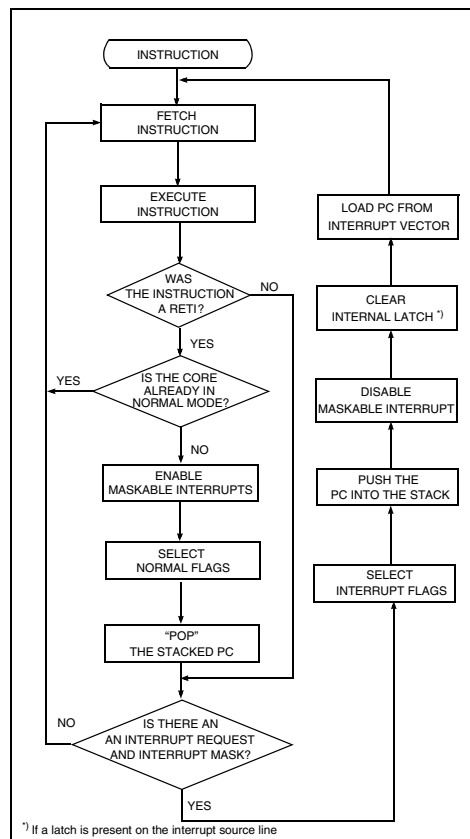 INSTRUCTION
FETCH
INSTRUCTION
EXECUTE
INSTRUCTION
WAS
THE INSTRUCTION
A RETI?
NO
YES
IS THE CORE
ALREADY IN
NORMAL MODE?
YES
NO
ENABLE
MASKABLE INTERRUPTS
SELECT
NORMAL FLAGS
“POP”
THE STACKED PC
IS THERE AN
AN INTERRUPT REQUEST
AND INTERRUPT MASK?
NO
YES
SELECT
INTERRUPT FLAGS
PUSH THE
PC INTO THE STACK
DISABLE
MASKABLE INTERRUPT
CLEAR
INTERNAL LATCH *)
LOAD PC FROM
INTERRUPT VECTOR
*) If a latch is present on the interrupt source line